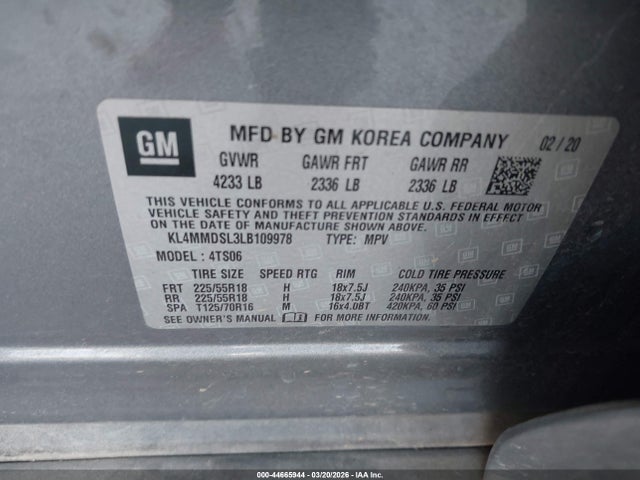 GM
MFD BY GM KOREA COMPANY 02/20
GVWR GAWR FRT GAWR RR
4233 LB 2336 LB 2336 LB
THIS VEHICLE CONFORMS TO ALL APPLICABLE U.S. FEDERAL MOTOR
VEHICLE SAFETY AND THEFT PREVENTION STANDARDS IN EFFECT
ON THE DATE OF MANUFACTURE SHOWN ABOVE.
KL4MMDSL3LB109978 TYPE: MPV
MODEL : 4TS06
TIRE SIZE SPEED RTG RIM COLD TIRE PRESSURE
FRT 225/55R18 H 18x7.5J 240KPA, 35 PSI
RR 225/55R18 H 18x7.5J 240KPA, 35 PSI
SPA T125/70R16 M 16x4.0BT 420KPA, 60 PSI
SEE OWNER'S MANUAL FOR MORE INFORMATION.
000-44665944 | 03/20/2026 | IAA Inc.